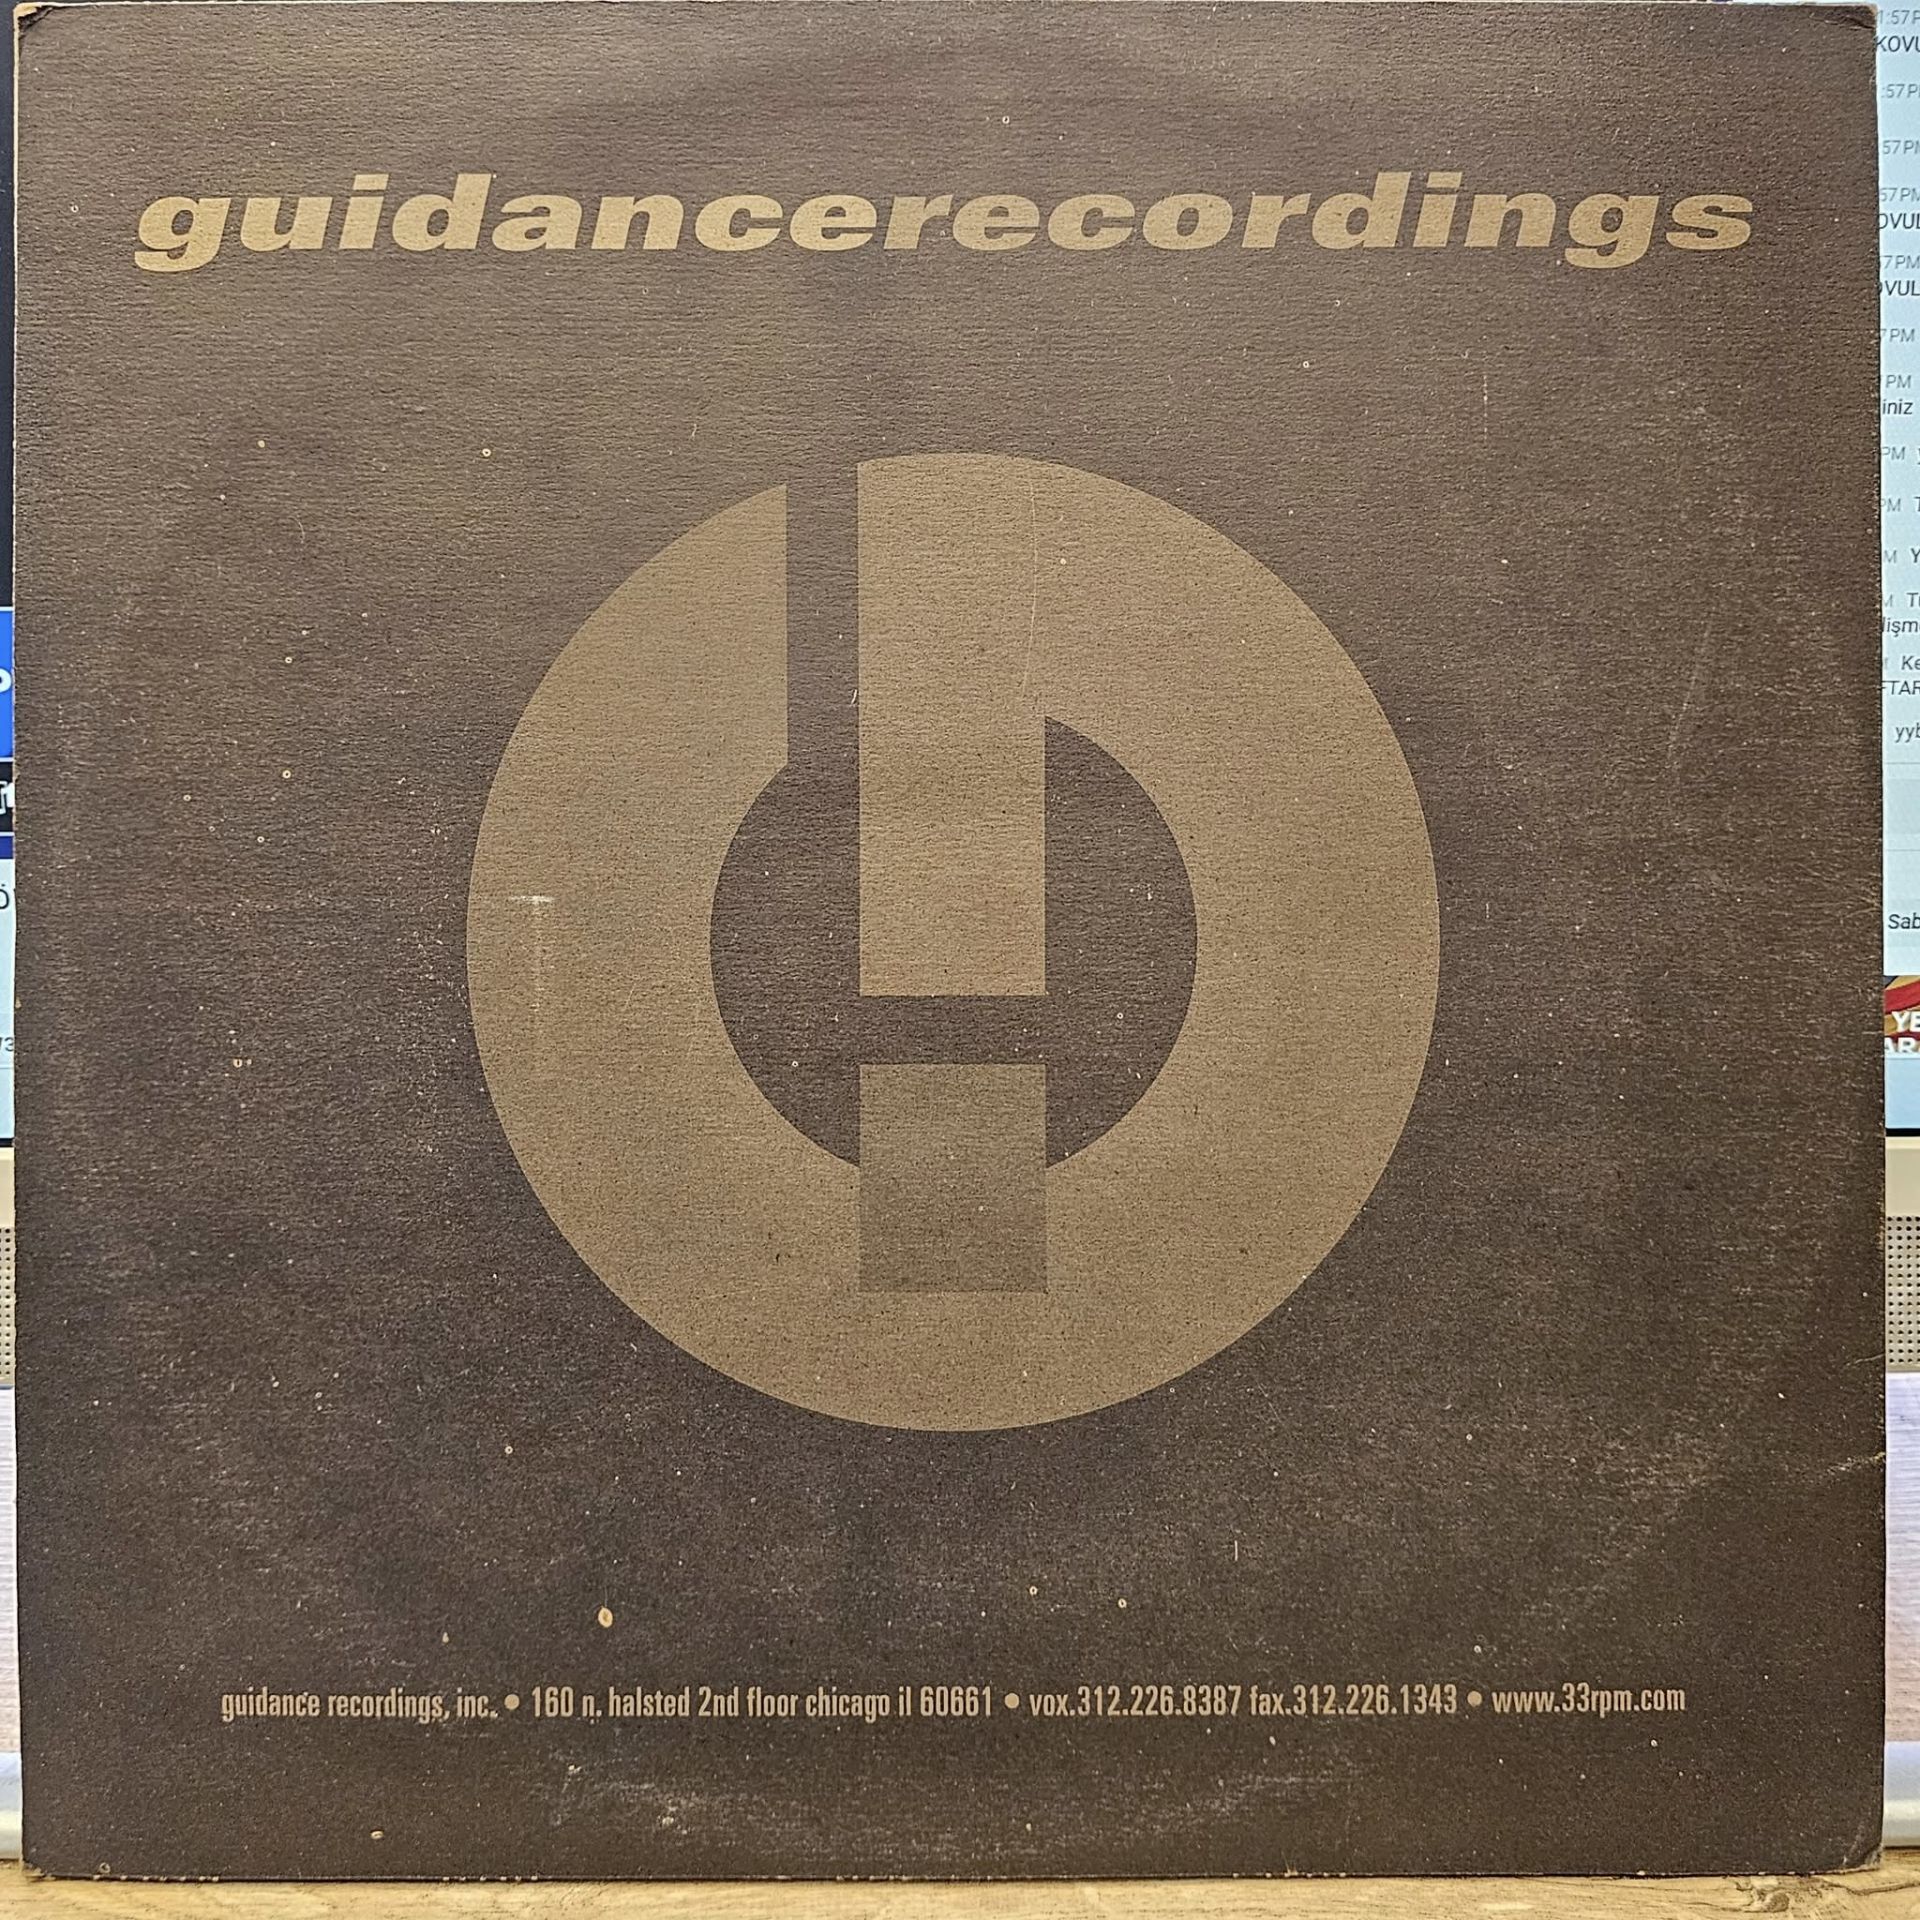 guidancerecordings
guidance recordings, inc. • 160 n. halsted 2nd floor chicago il 60661 • vox.312.226.8387 fax.312.226.1343 • www.33rpm.com